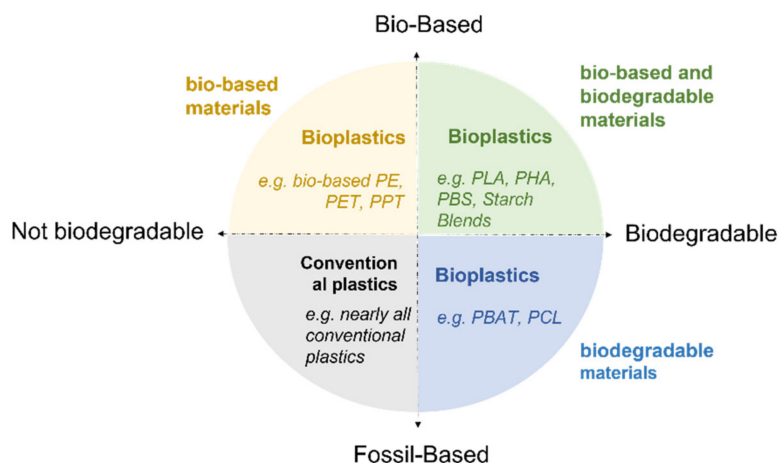 Bio-Based
bio-based
materials
bio-based and
biodegradable
materials
Bioplastics
e.g. bio-based PE,
PET, PPT
Bioplastics
e.g. PLA, PHA,
PBS, Starch
Blends
Not biodegradable
Biodegradable
Convention
al plastics
e.g. nearly all
conventional
plastics
Bioplastics
e.g. PBAT, PCL
biodegradable
materials
Fossil-Based